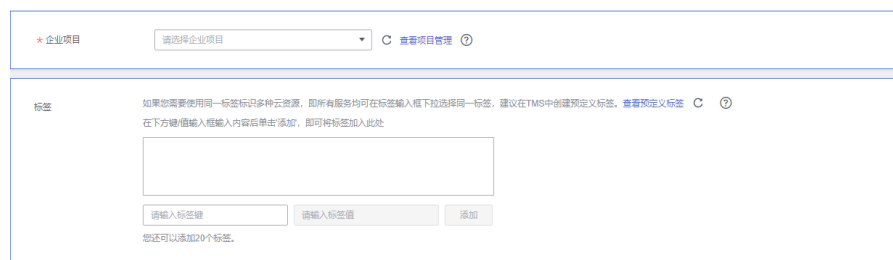 * 企业项目 请选择企业项目 查看项目管理 ?
标签 如果您需要使用同一标签标识多种云资源，即所有服务均可在标签输入框下拉选择同一标签，建议在TMS中创建预定义标签。查看预定义标签 ?
在下方键/值输入框输入内容后单击'添加'，即可将标签加入此处
请输入标签键 请输入标签值 添加
您还可以添加20个标签。